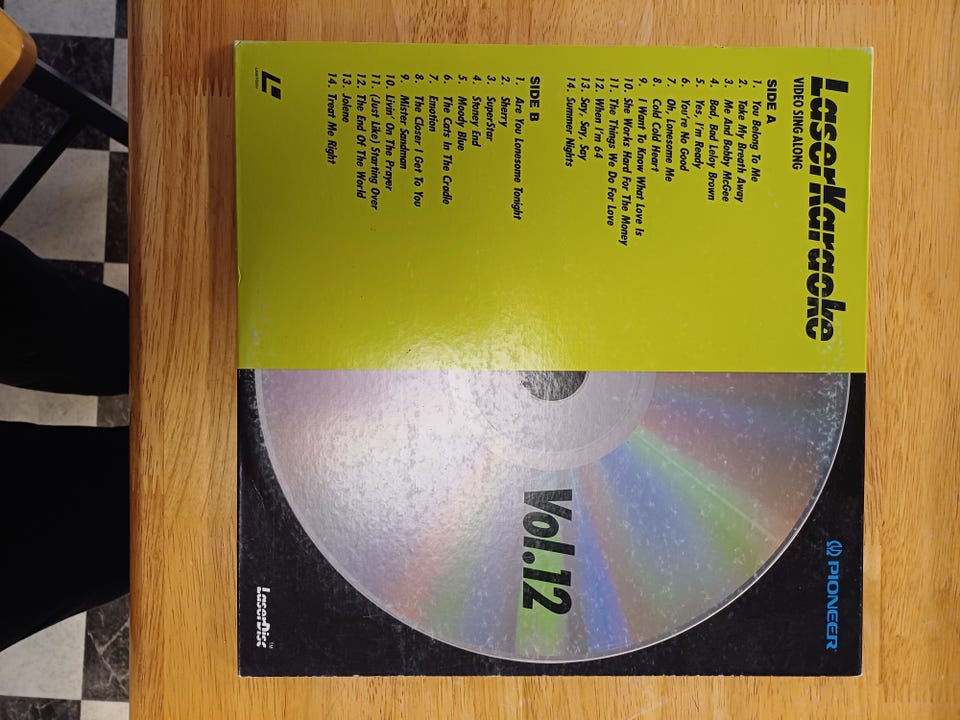 LaserKaraoke
VIDEO SING ALONG
SIDE A
1. You Belong To Me
2. Take My Breath Away
3. Me And Bobby McGee
4. Bad, Bad Leloy Brown
5. Yes, I'm Ready
6. You're No Good
7. Oh, Lonesome Me
8. Cold Cold Heart
9. I Want To Know What Love Is
10. She Works Hard For The Money
11. The Things We Do For Love
12. When I'm 64
13. Say, Say, Say
14. Summer Nights
SIDE B
1. Are You Lonesome Tonight
2. Sherry
3. SuperStar
4. Stoney End
5. Moody Blue
6. The Cats In The Cradle
7. Emotion
8. The Closer I Get To You
9. Mister Sandman
10. Livin' On The Prayer
11. (Just Like) Starting Over
12. The End Of The World
13. Jolene
14. Treat Me Right
PIONEER
Vol.12
LaserDisc™